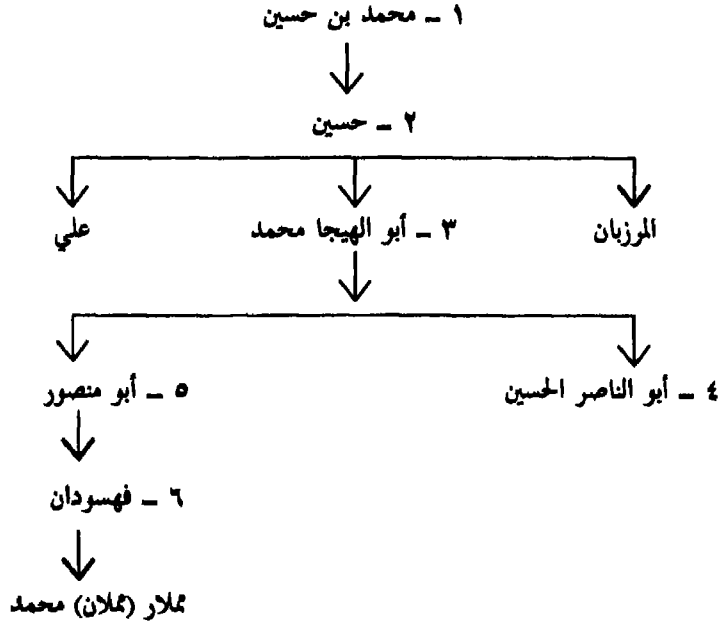 ١ ـ محمد بن حسين
٢ ـ حسين
المرزبان
٣ ـ أبو الهيجا محمد
علي
٤ ـ أبو الناصر الحسين
٥ ـ أبو منصور
٦ ـ فهسودان
مملار (مملان) محمد